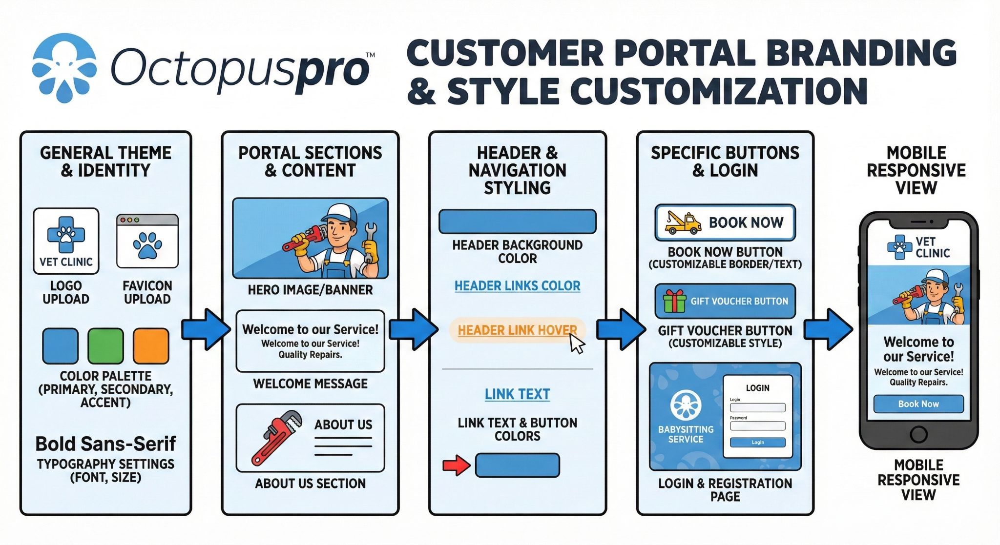 Octopuspro™
CUSTOMER PORTAL BRANDING
& STYLE CUSTOMIZATION
GENERAL THEME
& IDENTITY
VET CLINIC
LOGO
UPLOAD
FAVICON
UPLOAD
COLOR PALETTE
(PRIMARY, SECONDARY,
ACCENT)
Bold Sans-Serif
TYPOGRAPHY SETTINGS
(FONT, SIZE)
PORTAL SECTIONS
& CONTENT
HERO IMAGE/BANNER
Welcome to our Service!
Welcome to our Service!
Quality Repairs.
WELCOME MESSAGE
ABOUT US
ABOUT US SECTION
HEADER &
NAVIGATION
STYLING
HEADER BACKGROUND
COLOR
HEADER LINKS COLOR
HEADER LINK HOVER
LINK TEXT
LINK TEXT & BUTTON
COLORS
SPECIFIC BUTTONS
& LOGIN
BOOK NOW
BOOK NOW BUTTON
(CUSTOMIZABLE BORDER/TEXT)
GIFT VOUCHER BUTTON
GIFT VOUCHER BUTTON
(CUSTOMIZABLE STYLE)
BABYSITTING
SERVICE
LOGIN
Login
Password
Login
LOGIN & REGISTRATION
PAGE
MOBILE
RESPONSIVE
VIEW
VET
CLINIC
Welcome to
our Service!
Welcome to our Service!
Quality Repairs.
Book Now
MOBILE
RESPONSIVE
VIEW